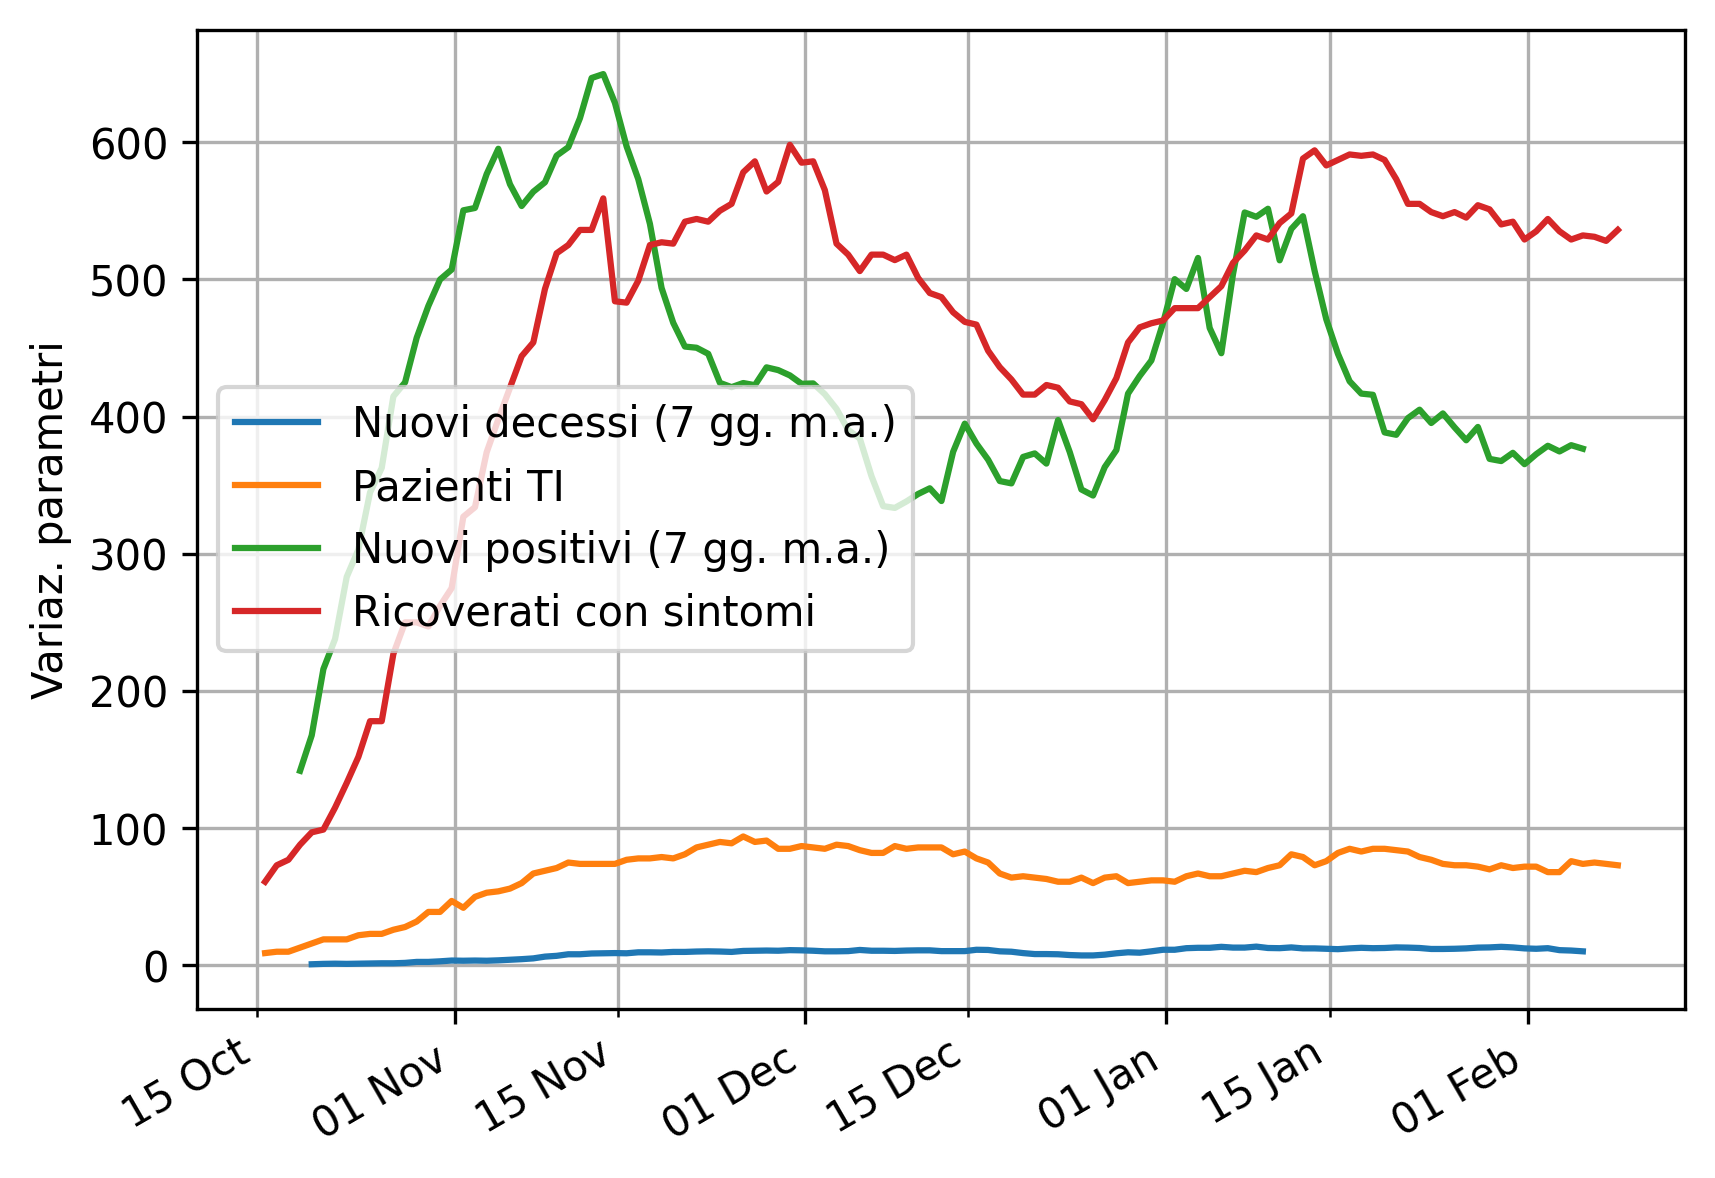 Variaz. parametri
600
500
400
300
200
100
0
Nuovi decessi (7 gg. m.a.)
Pazienti TI
Nuovi positivi (7 gg. m.a.)
Ricoverati con sintomi
15 Oct
01 Nov
15 Nov
01 Dec
15 Dec
01 Jan
15 Jan
01 Feb